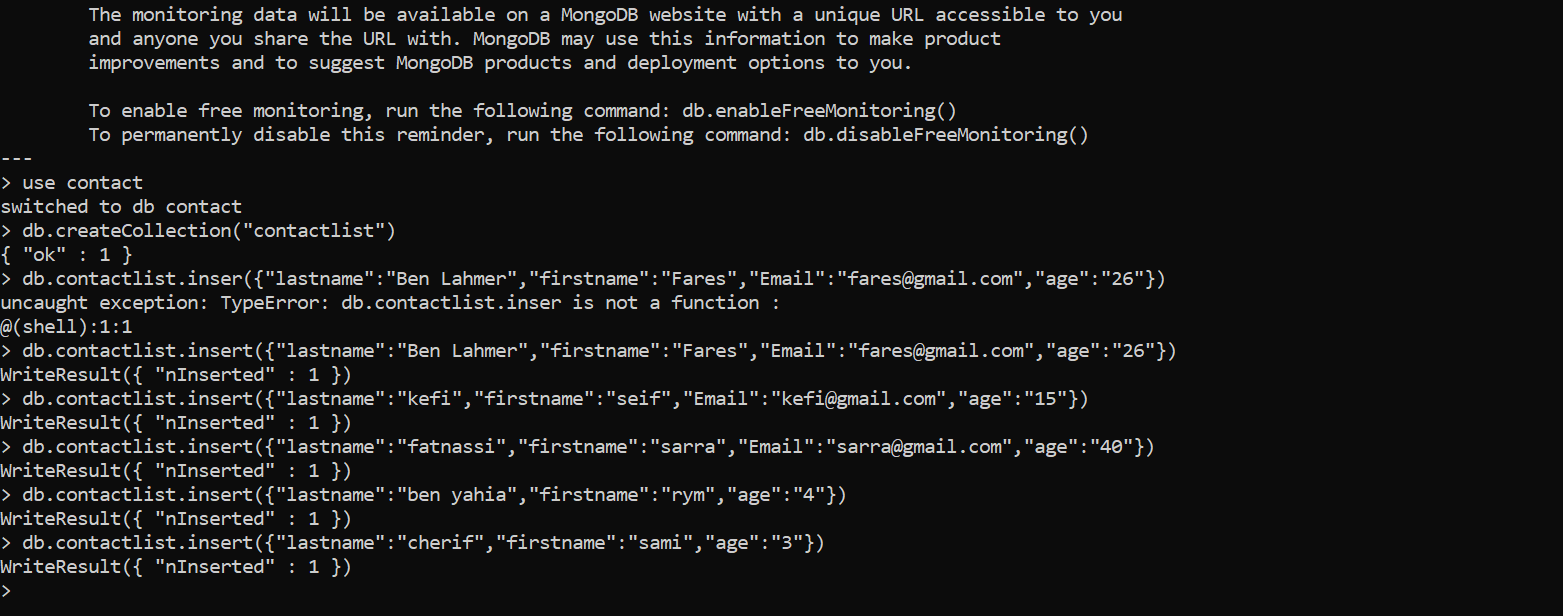 The monitoring data will be available on a MongoDB website with a unique URL accessible to you
and anyone you share the URL with. MongoDB may use this information to make product
improvements and to suggest MongoDB products and deployment options to you.
To enable free monitoring, run the following command: db.enableFreeMonitoring()
To permanently disable this reminder, run the following command: db.disableFreeMonitoring()
---
> use contact
switched to db contact
> db.createCollection("contactlist")
{ "ok" : 1 }
> db.contactlist.inser({"lastname":"Ben Lahmer","firstname":"Fares","Email":"fares@gmail.com","age":"26"})
uncaught exception: TypeError: db.contactlist.inser is not a function :
@(shell):1:1
> db.contactlist.insert({"lastname":"Ben Lahmer","firstname":"Fares","Email":"fares@gmail.com","age":"26"})
WriteResult({ "nInserted" : 1 })
> db.contactlist.insert({"lastname":"kefi","firstname":"seif","Email":"kefi@gmail.com","age":"15"})
WriteResult({ "nInserted" : 1 })
> db.contactlist.insert({"lastname":"fatnassi","firstname":"sarra","Email":"sarra@gmail.com","age":"40"})
WriteResult({ "nInserted" : 1 })
> db.contactlist.insert({"lastname":"ben yahia","firstname":"rym","age":"4"})
WriteResult({ "nInserted" : 1 })
> db.contactlist.insert({"lastname":"cherif","firstname":"sami","age":"3"})
WriteResult({ "nInserted" : 1 })
>